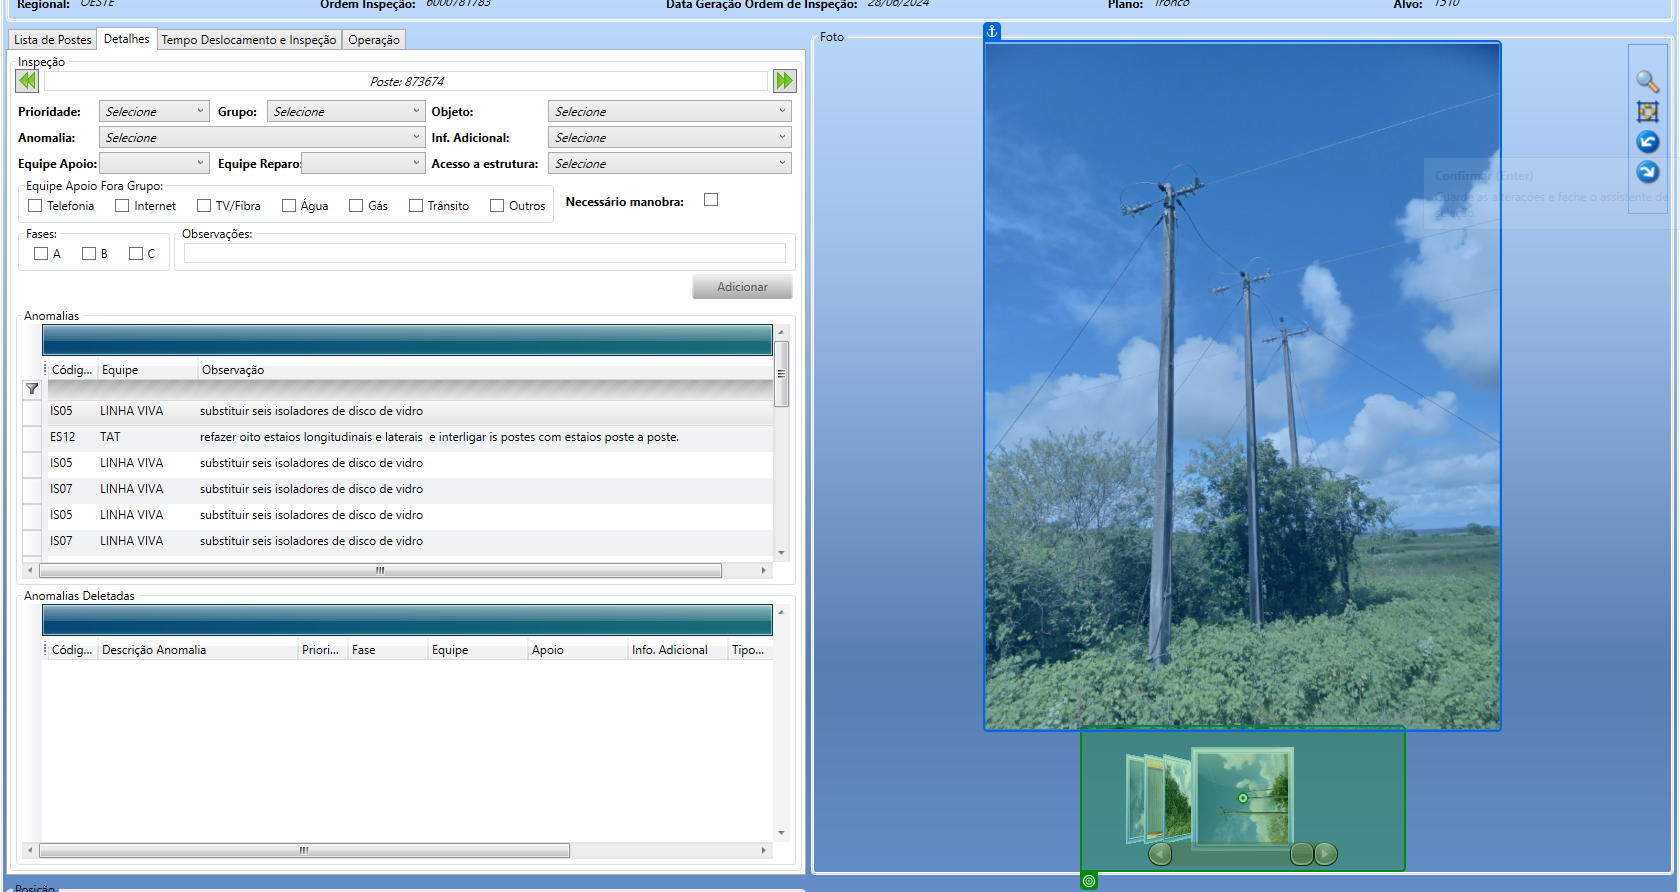 Regional: OESTE Ordem Inspeção: 6000781783 Data Geração Ordem de Inspeção: 28/06/2024 Plano: Tronco Alvo: 1510
Lista de Postes Detalhes Tempo Deslocamento e Inspeção Operação
Foto
Inspeção
Poste: 873674
Prioridade: Selecione Grupo: Selecione Objeto: Selecione
Anomalia: Selecione Inf. Adicional: Selecione
Equipe Apoio: Equipe Reparo: Acesso a estrutura: Selecione
Equipe Apoio Fora Grupo:
Telefonia Internet TV/Fibra Água Gás Trânsito Outros Necessário manobra:
Fases: Observações:
A B C
Adicionar
Anomalias
Códig... Equipe Observação
IS05 LINHA VIVA substituir seis isoladores de disco de vidro
ES12 TAT refazer oito estaios longitudinais e laterais e interligar is postes com estaios poste a poste.
IS05 LINHA VIVA substituir seis isoladores de disco de vidro
IS07 LINHA VIVA substituir seis isoladores de disco de vidro
IS05 LINHA VIVA substituir seis isoladores de disco de vidro
IS07 LINHA VIVA substituir seis isoladores de disco de vidro
Anomalias Deletadas
Códig... Descrição Anomalia Priori... Fase Equipe Apoio Info. Adicional Tipo...
Posição
Confirmar (Enter)
Guarde as alterações e feche o assistente de
seleção.